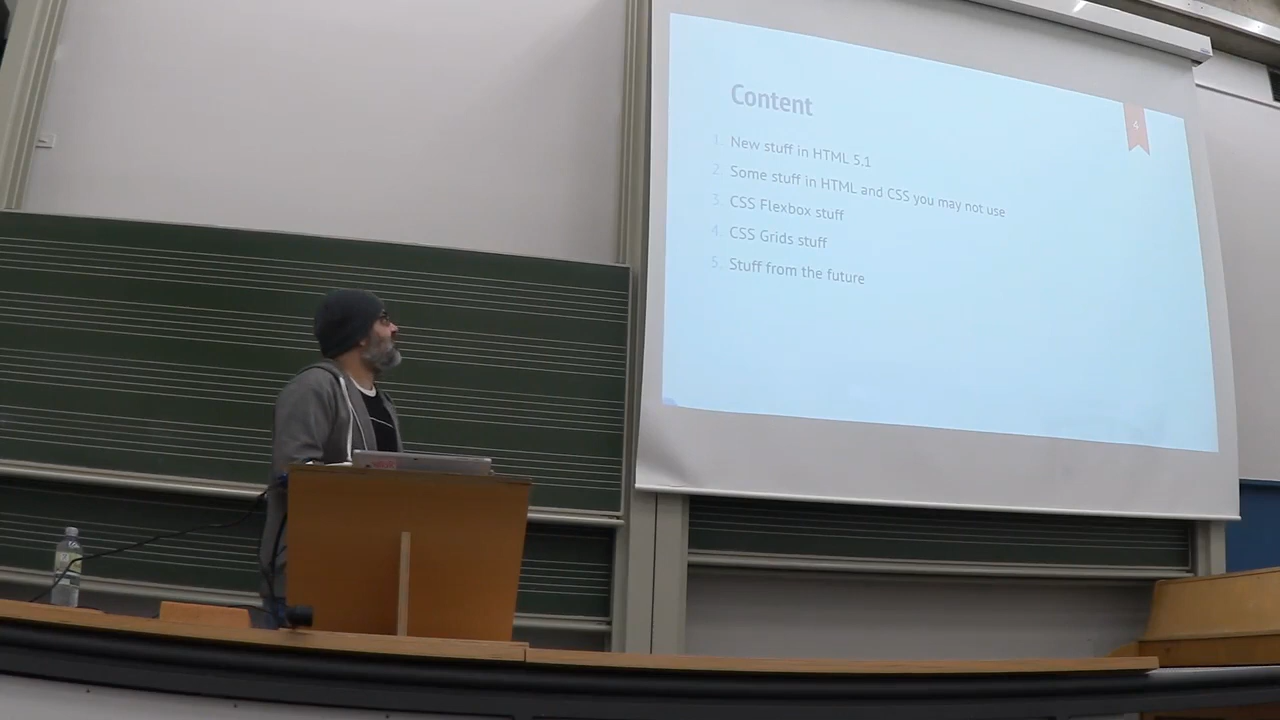 Content
4
1. New stuff in HTML 5.1
2. Some stuff in HTML and CSS you may not use
3. CSS Flexbox stuff
4. CSS Grids stuff
5. Stuff from the future